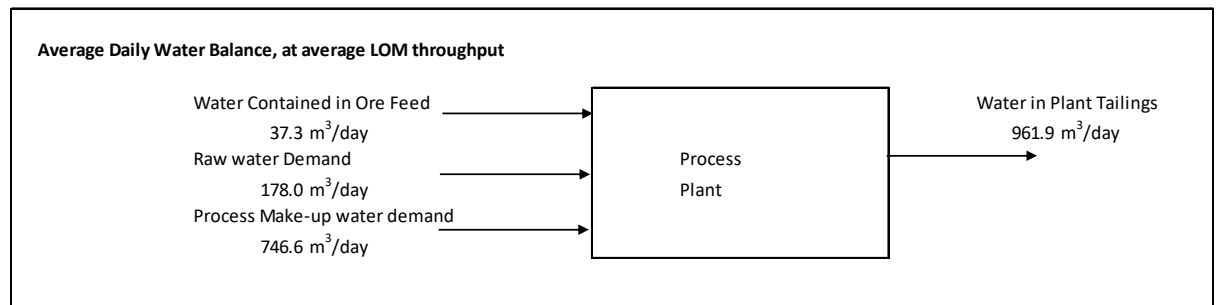 Average Daily Water Balance, at average LOM throughput
Water Contained in Ore Feed
37.3 m³/day
Raw water Demand
178.0 m³/day
Process Make-up water demand
746.6 m³/day
Process
Plant
Water in Plant Tailings
961.9 m³/day